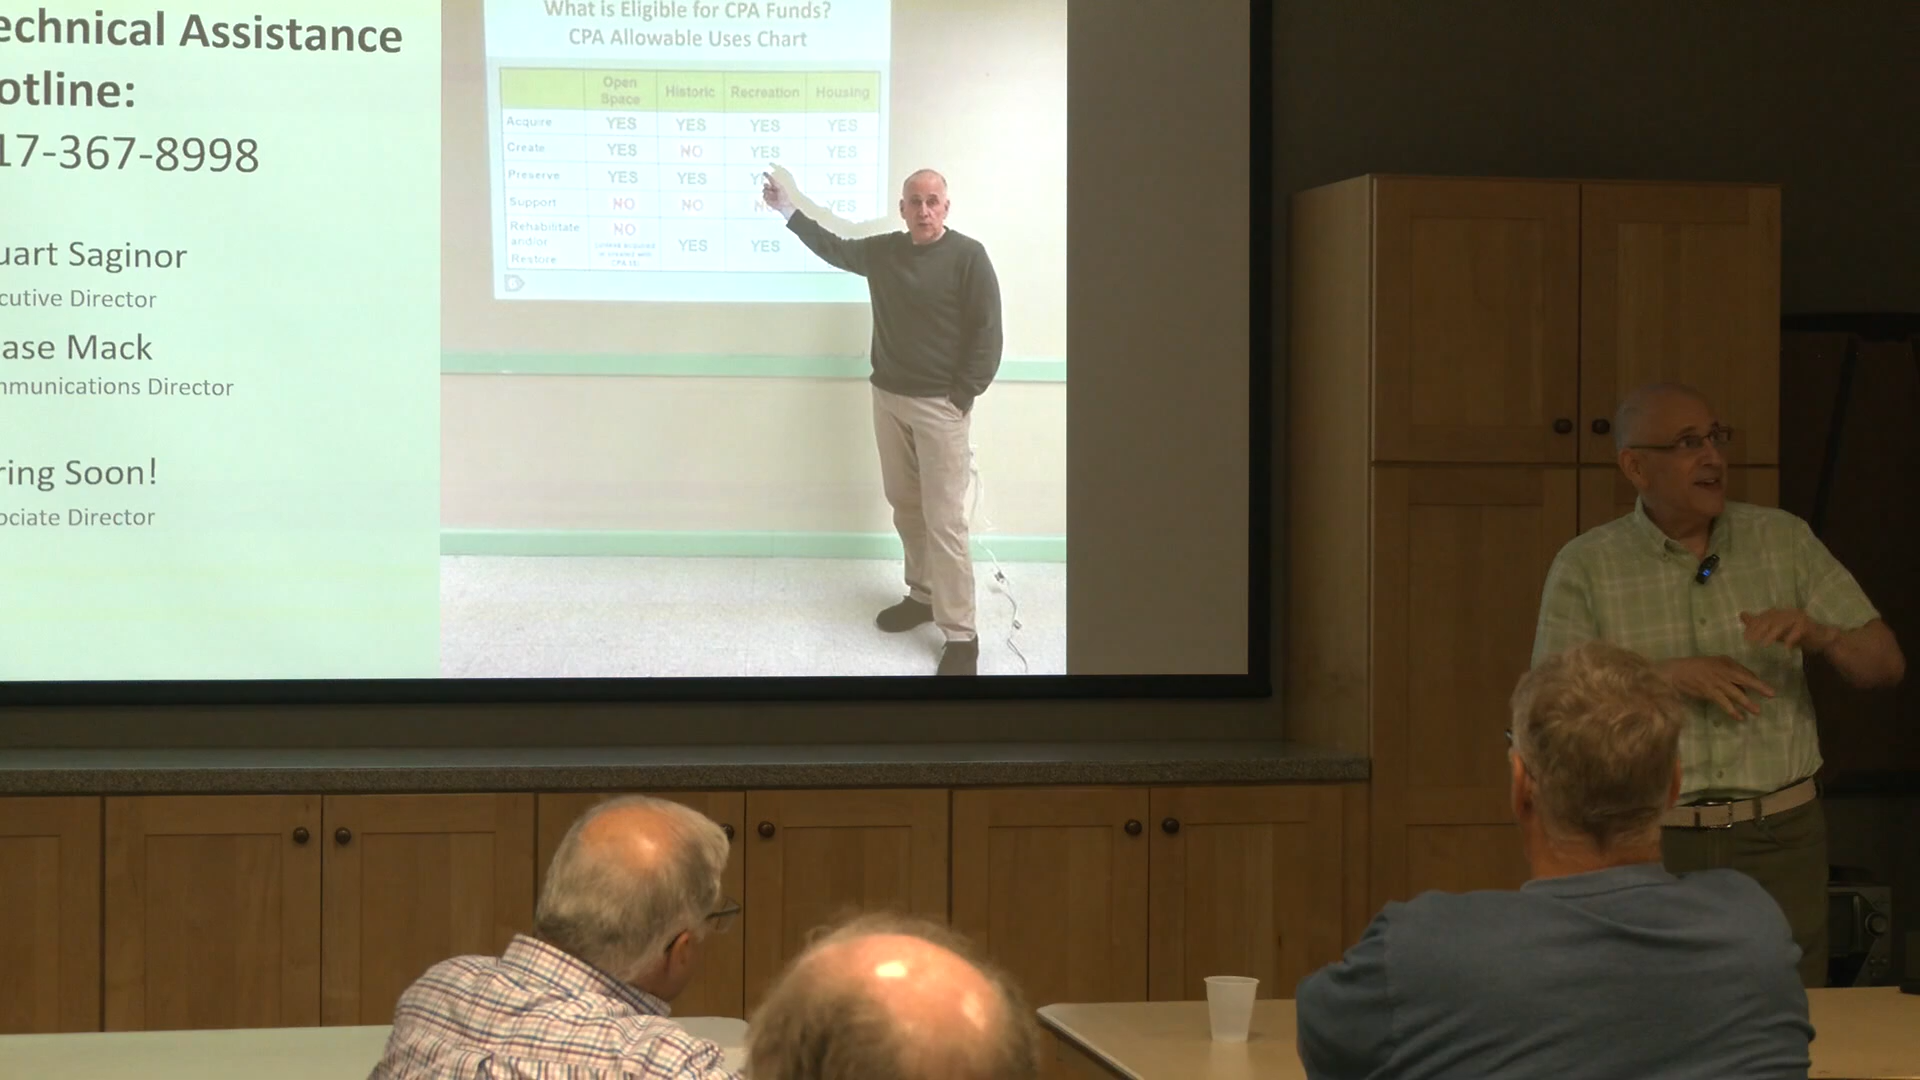 echnical Assistance
otline:
17-367-8998
uart Saginor
cutive Director
ase Mack
mmunications Director
ring Soon!
ociate Director
What is Eligible for CPA Funds?
CPA Allowable Uses Chart
Open Space Historic Recreation Housing
Acquire YES YES YES YES
Create YES NO YES YES
Preserve YES YES YES
Support NO NO NO YES
Rehabilitate and/or Restore NO YES YES